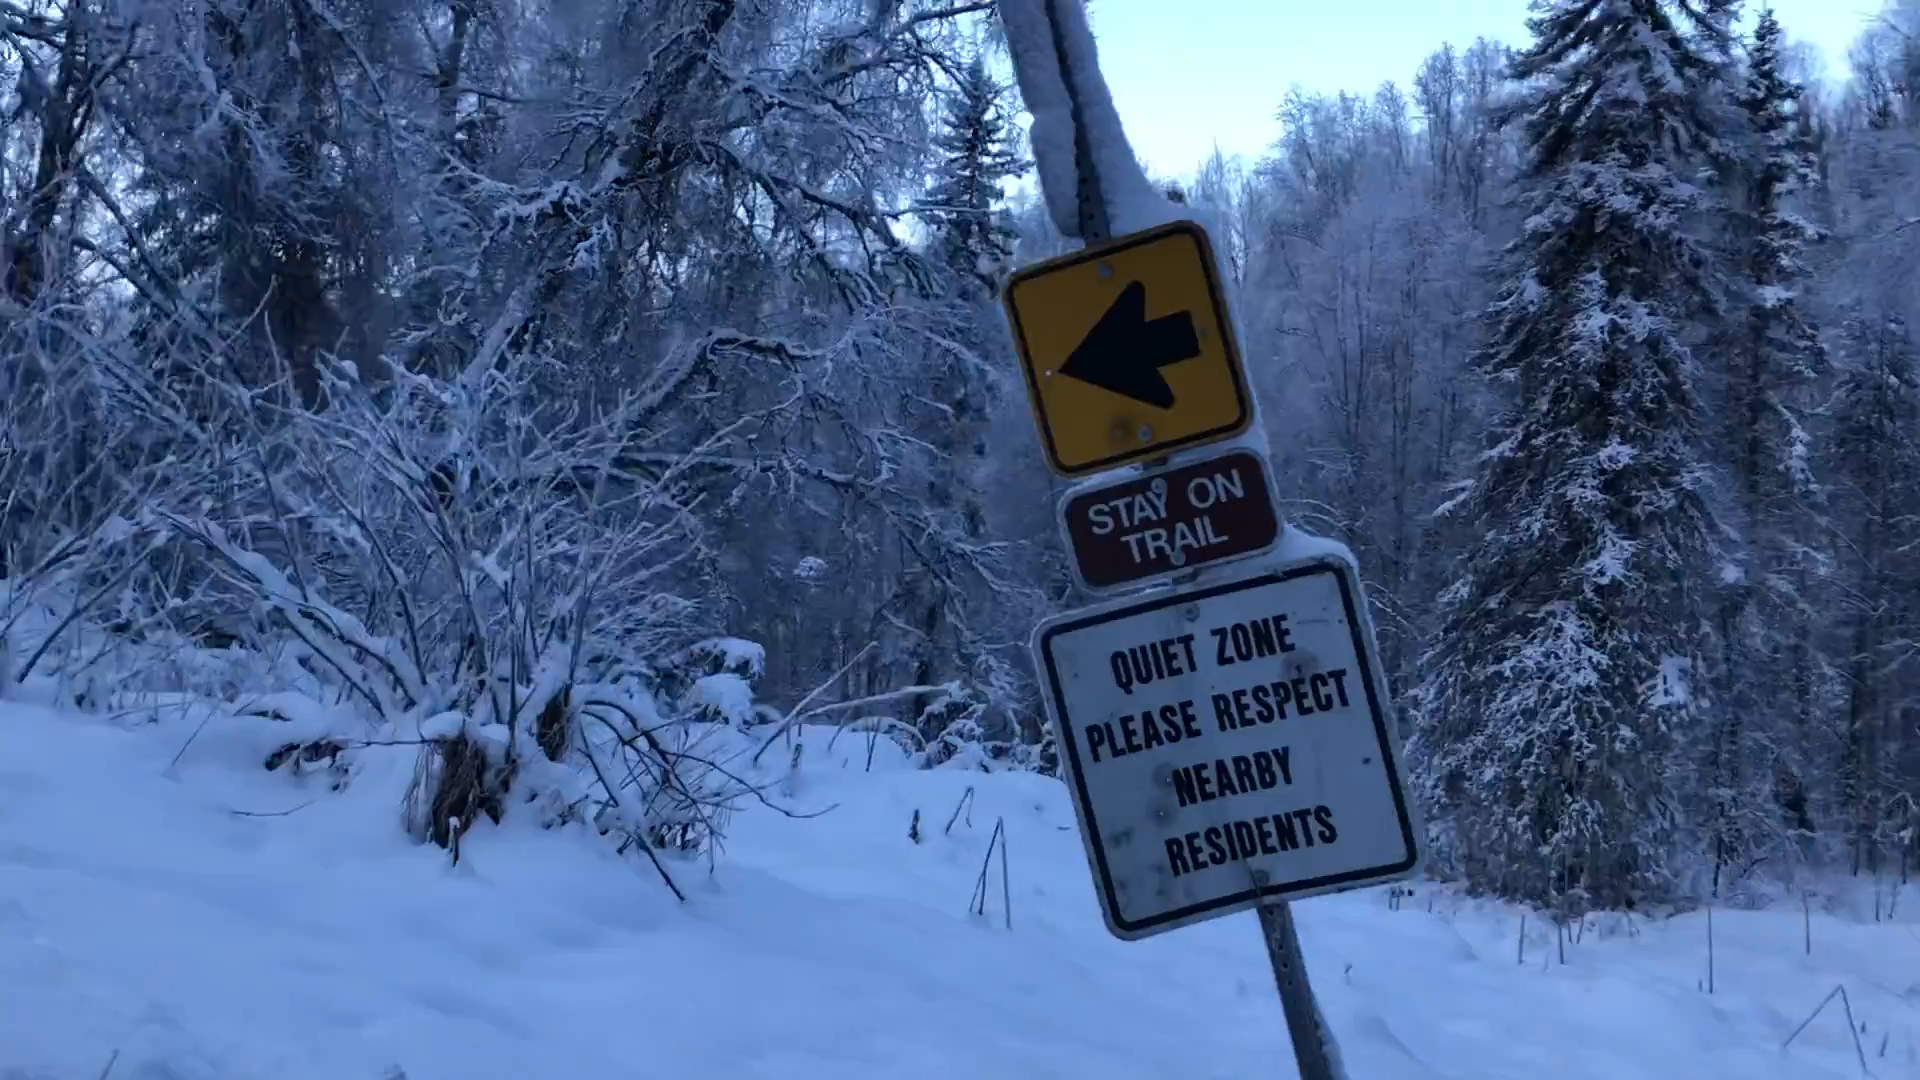 STAY ON
TRAIL
QUIET ZONE
PLEASE RESPECT
NEARBY
RESIDENTS